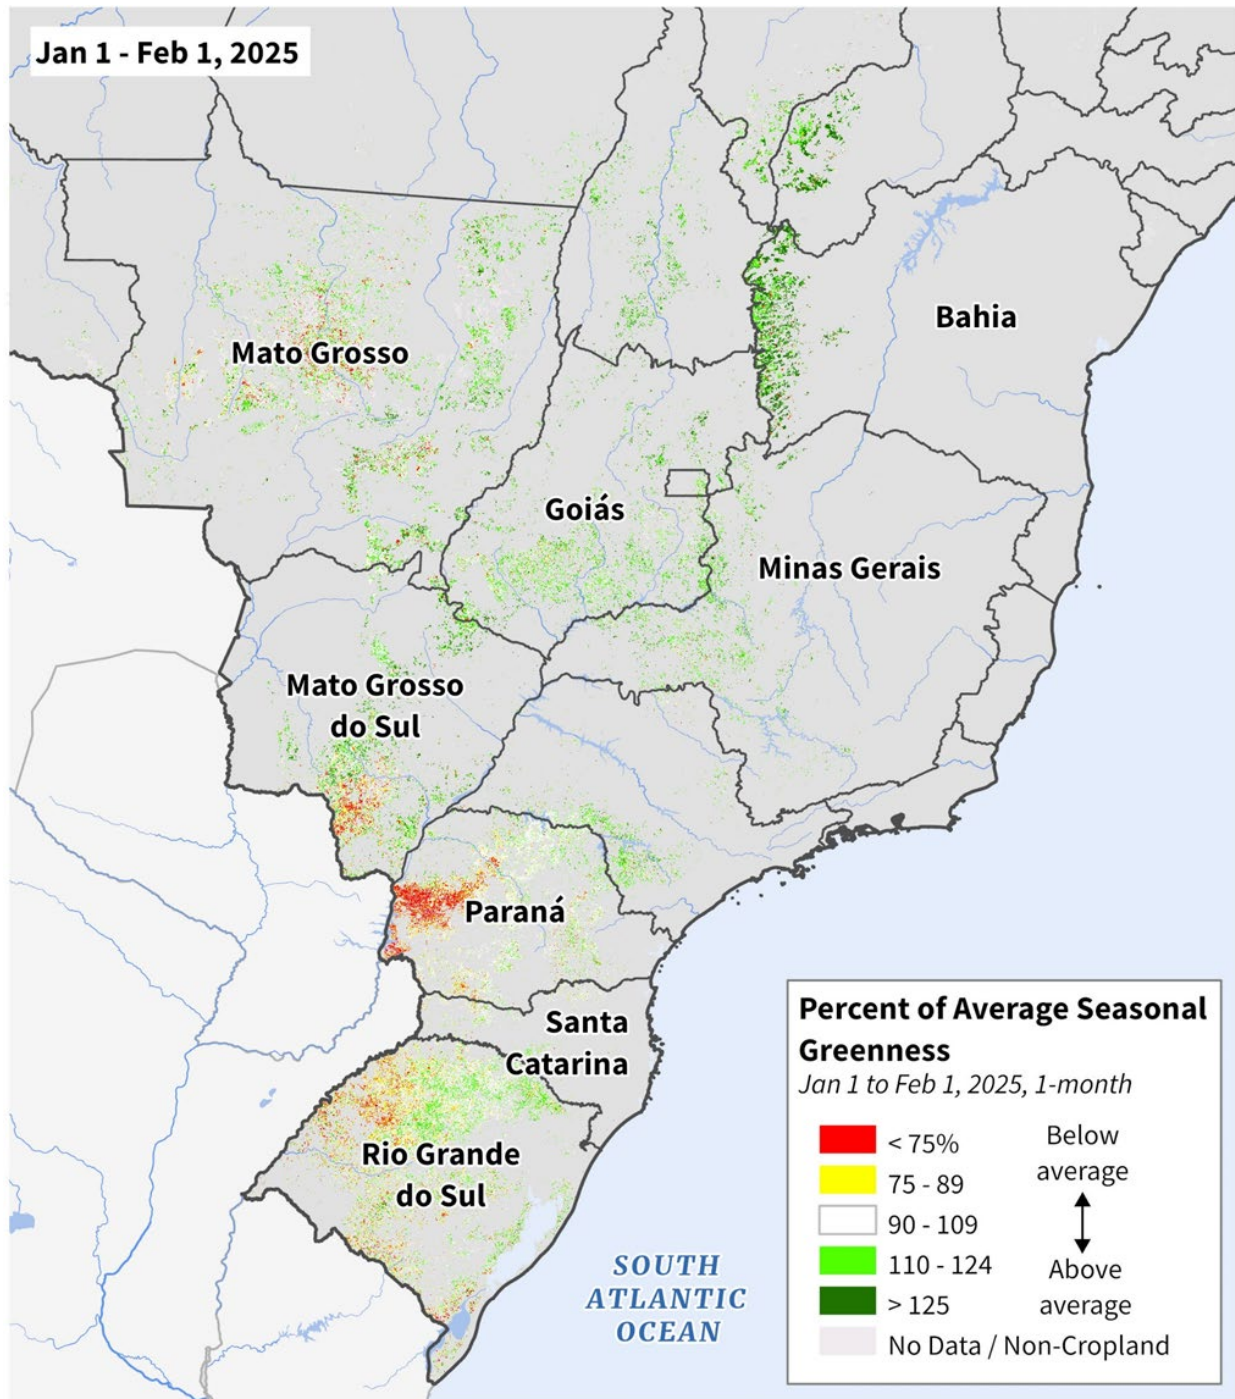 Jan 1 - Feb 1, 2025
Bahia
Mato Grosso
Goiás
Minas Gerais
Mato Grosso
do Sul
Paraná
Santa
Catarina
Rio Grande
do Sul
SOUTH
ATLANTIC
OCEAN
Percent of Average Seasonal
Greenness
Jan 1 to Feb 1, 2025, 1-month
< 75%
75 - 89
90 - 109
110 - 124
> 125
No Data / Non-Cropland
Below
average
Above
average